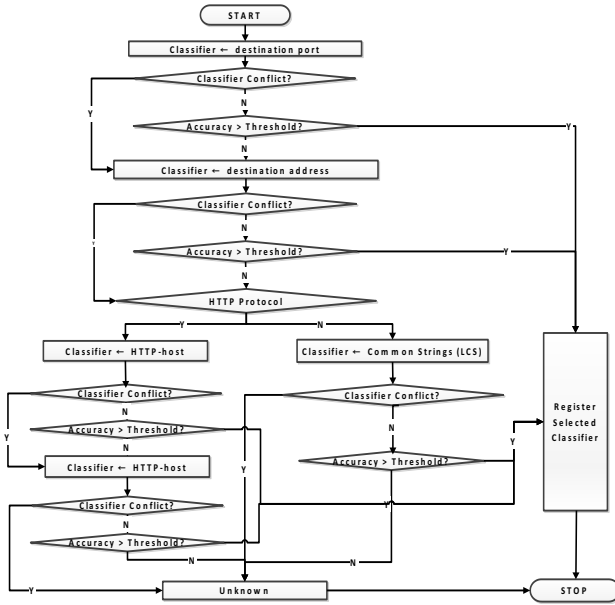 START
Classifier ← destination port
Classifier Conflict?
Y
N
Accuracy > Threshold?
Y
N
Classifier ← destination address
Classifier Conflict?
Y
N
Accuracy > Threshold?
Y
N
HTTP Protocol
Y
N
Classifier ← HTTP-host
Classifier ← Common Strings (LCS)
Classifier Conflict?
Classifier Conflict?
Register
Selected
Classifier
N
Y
Accuracy > Threshold?
N
Y
N
Accuracy > Threshold?
Classifier ← HTTP-host
Y
Classifier Conflict?
Y
N
Accuracy > Threshold?
N
N
Y
Unknown
STOP